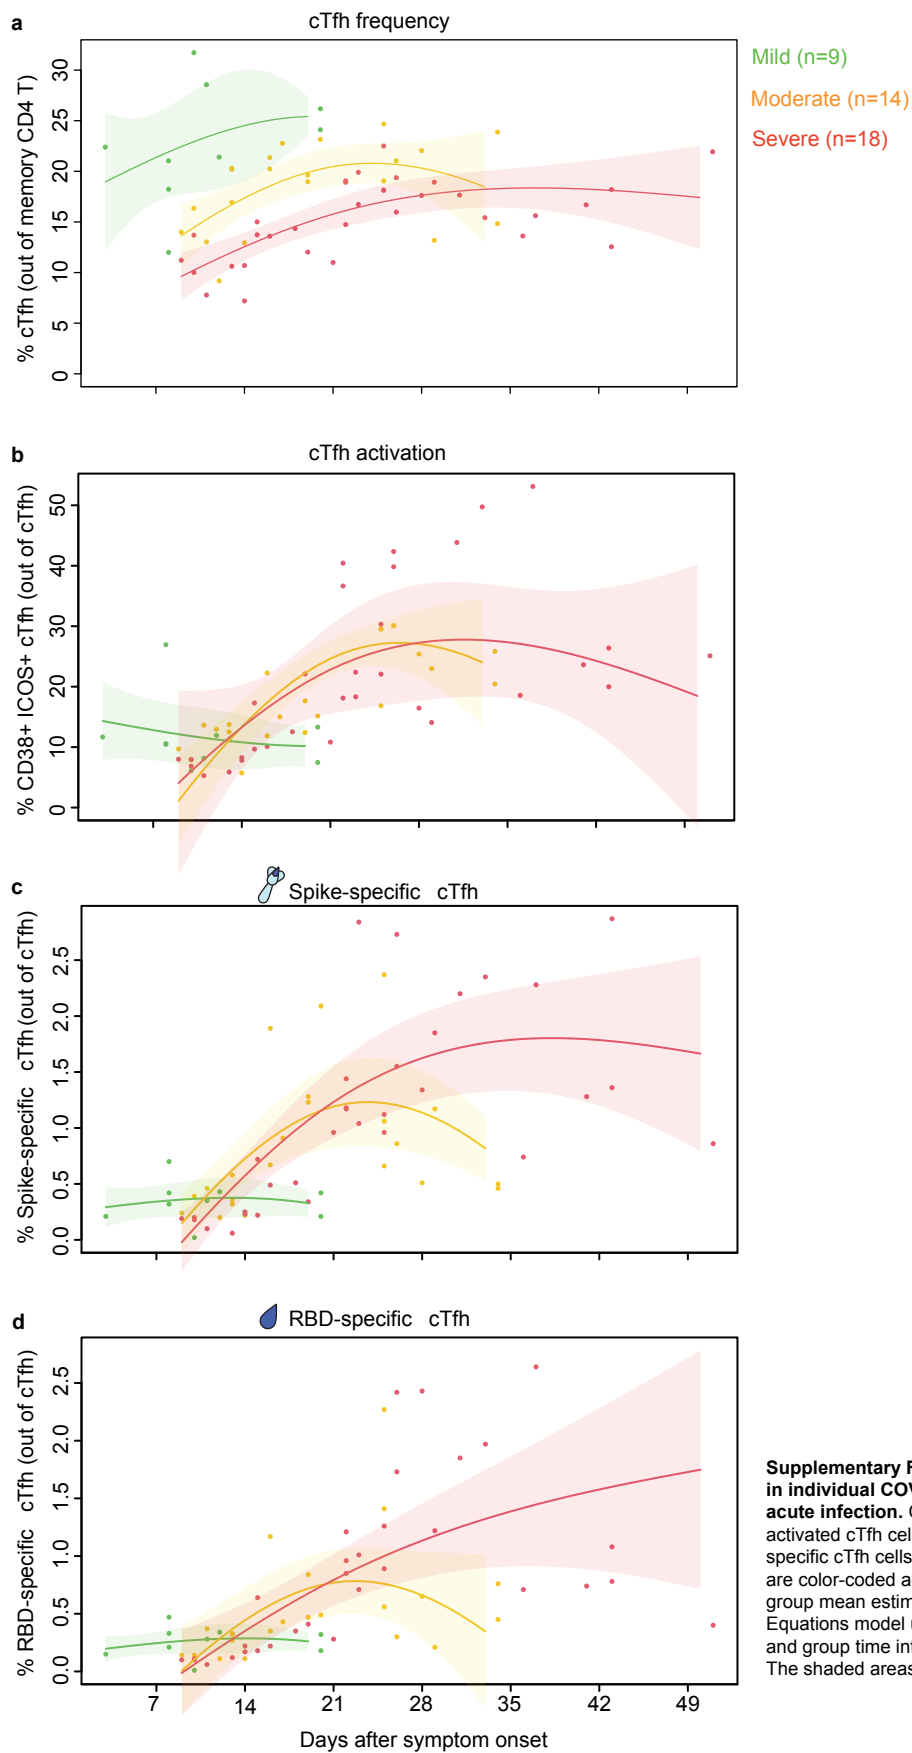 a
cTfh frequency
% cTfh (out of memory CD4 T)
30
25
20
15
10
5
0
Mild (n=9)
Moderate (n=14)
Severe (n=18)
b
cTfh activation
% CD38+ ICOS+ cTfh (out of cTfh)
50
40
30
20
10
0
c
Spike-specific cTfh
% Spike-specific cTfh (out of cTfh)
2.5
2.0
1.5
1.0
0.5
0.0
d
RBD-specific cTfh
% RBD-specific cTfh (out of cTfh)
2.5
2.0
1.5
1.0
0.5
0.0
7 14 21 28 35 42 49
Days after symptom onset
Supplementary
in individual
acute infection.
activated cTfh cel
specific cTfh cells
are color-coded
group mean
Equations model
and group time
The shaded areas